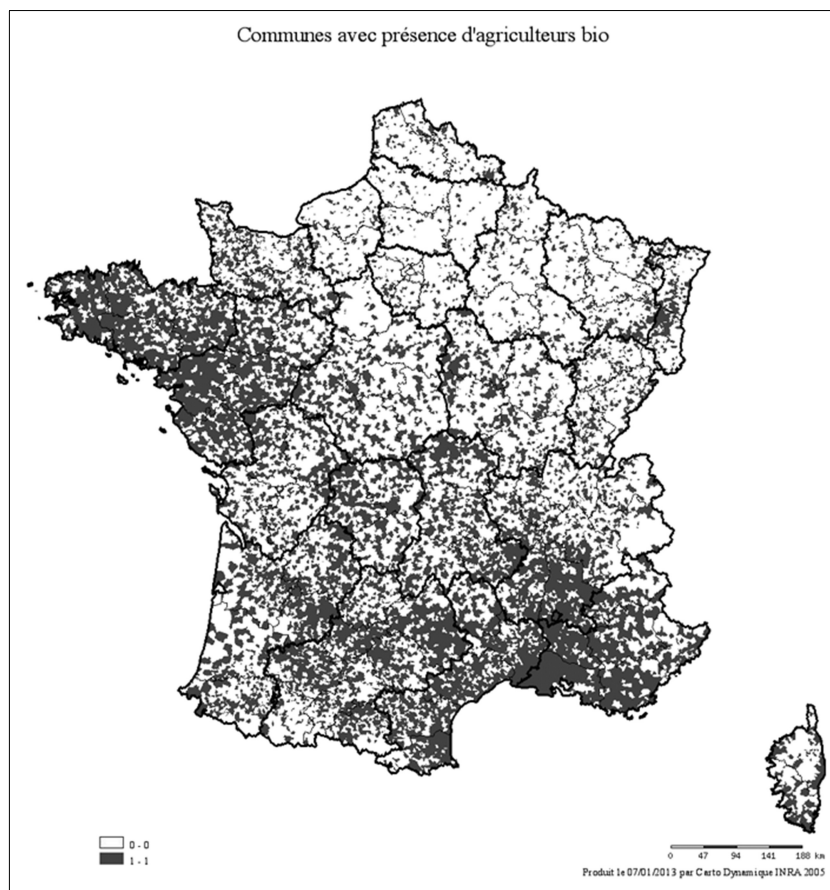 Communes avec présence d'agriculteurs bio
0 - 0
1 - 1
0 47 94 141 188 km
Produit le 07/01/2013 par Carto Dynamique INRA 2005